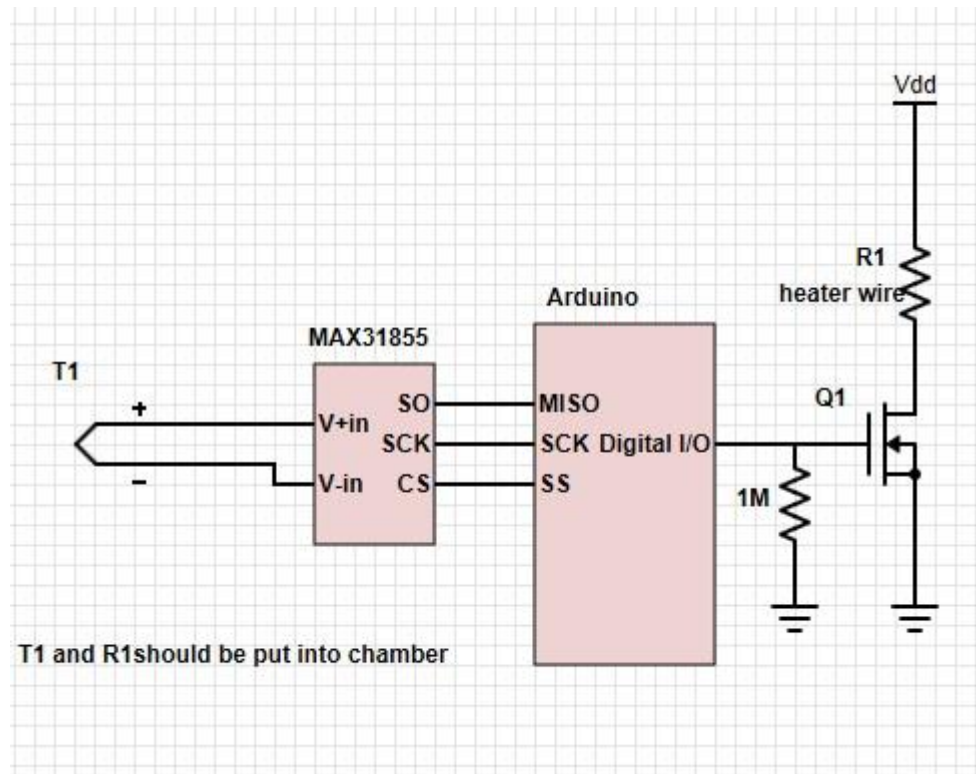 Vdd
R1
heater wire
Arduino
MAX31855
T1
+
-
V+in
V-in
SO
SCK
CS
MISO
SCK Digital I/O
SS
Q1
1M
T1 and R1should be put into chamber